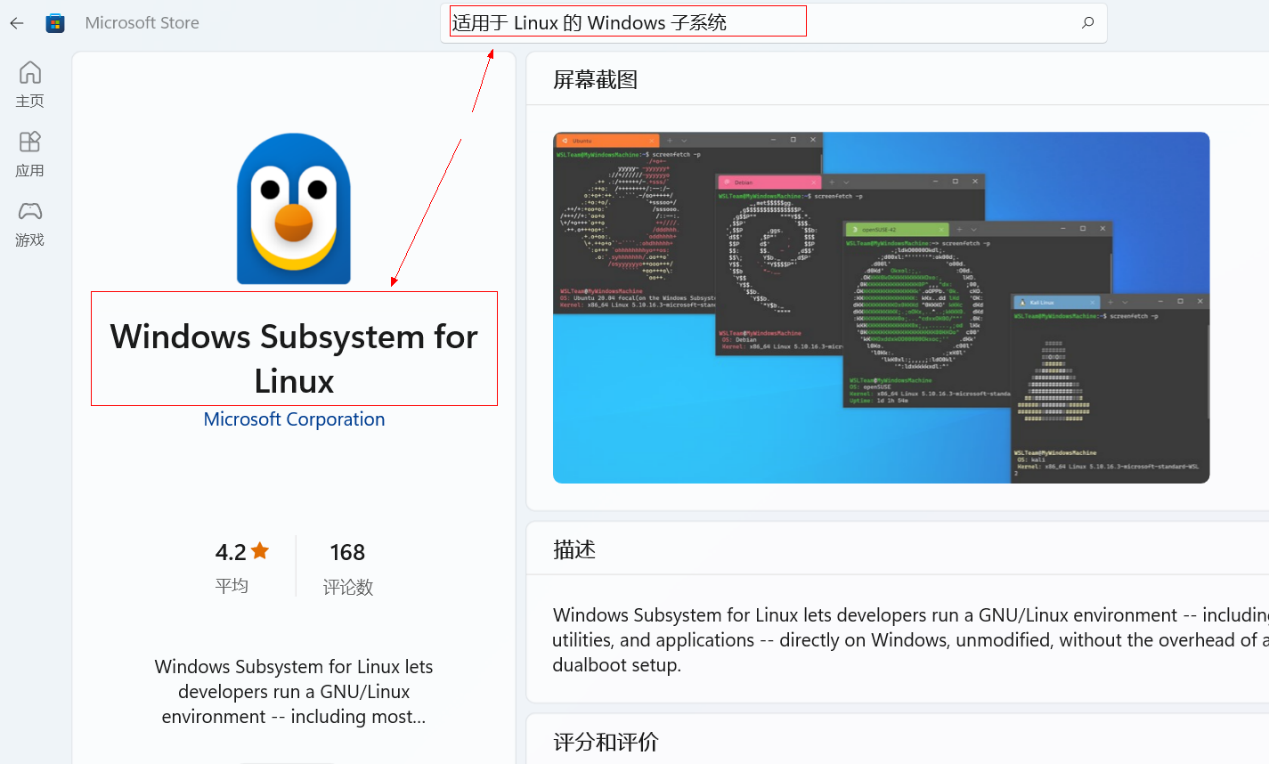 Microsoft Store
适用于 Linux 的 Windows 子系统
主页
应用
游戏
Windows Subsystem for
Linux
Microsoft Corporation
4.2
平均
168
评论数
Windows Subsystem for Linux lets
developers run a GNU/Linux
environment -- including most...
屏幕截图
Ubuntu
WSLTeam@MyWindowsMachine:~$ screenfetch -p
WSLTeam@MyWindowsMachine
OS: Ubuntu 20.04 focal(on the Windows Subsyst
Kernel: x86_64 Linux 5.10.16.3-micros
Debian
WSLTeam@MyWindowsMachine:~$ screenfetch -p
WSLTeam@MyWindowsMachine
OS: Debian
Kernel: x86_64 Linux 5.10.16.3-micros
openSUSE-42
WSLTeam@MyWindowsMachine:~> screenfetch -p
WSLTeam@MyWindowsMachine
OS: openSUSE
Kernel: x86_64 Linux 5.10.16.3-microsoft-standa
Uptime: 1d 1h 54m
Kali Linux
WSLTeam@MyWindowsMachine:~$ screenfetch -p
WSLTeam@MyWindowsMachine
OS: kali
Kernel: x86_64 Linux 5.10.16.3-microsoft-standard-WSL
2
描述
Windows Subsystem for Linux lets developers run a GNU/Linux environment -- including
utilities, and applications -- directly on Windows, unmodified, without the overhead of a
dualboot setup.
评分和评价